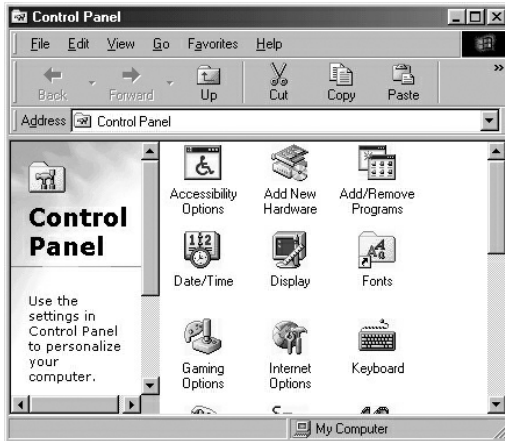 Control Panel
File Edit View Go Favorites Help
Back Forward Up Cut Copy Paste »
Address Control Panel
Control
Panel
Use the
settings in
Control Panel
to personalize
your
computer.
Accessibility
Options
Add New
Hardware
Add/Remove
Programs
Date/Time
Display
Fonts
Gaming
Options
Internet
Options
Keyboard
My Computer